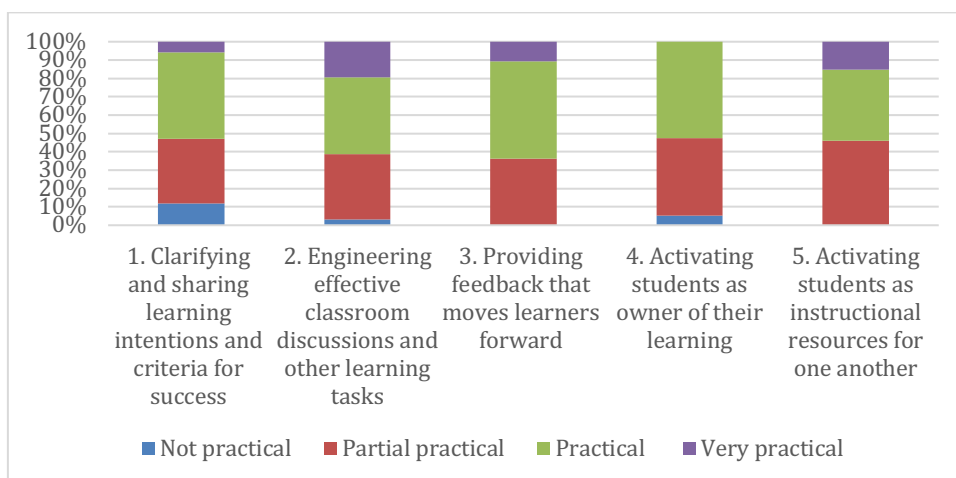 100%
90%
80%
70%
60%
50%
40%
30%
20%
10%
0%
1. Clarifying
and sharing
learning
intentions and
criteria for
success
2. Engineering
effective
classroom
discussions and
other learning
tasks
3. Providing
feedback that
moves learners
forward
4. Activating
students as
owner of their
learning
5. Activating
students as
instructional
resources for
one another
Not practical
Partial practical
Practical
Very practical